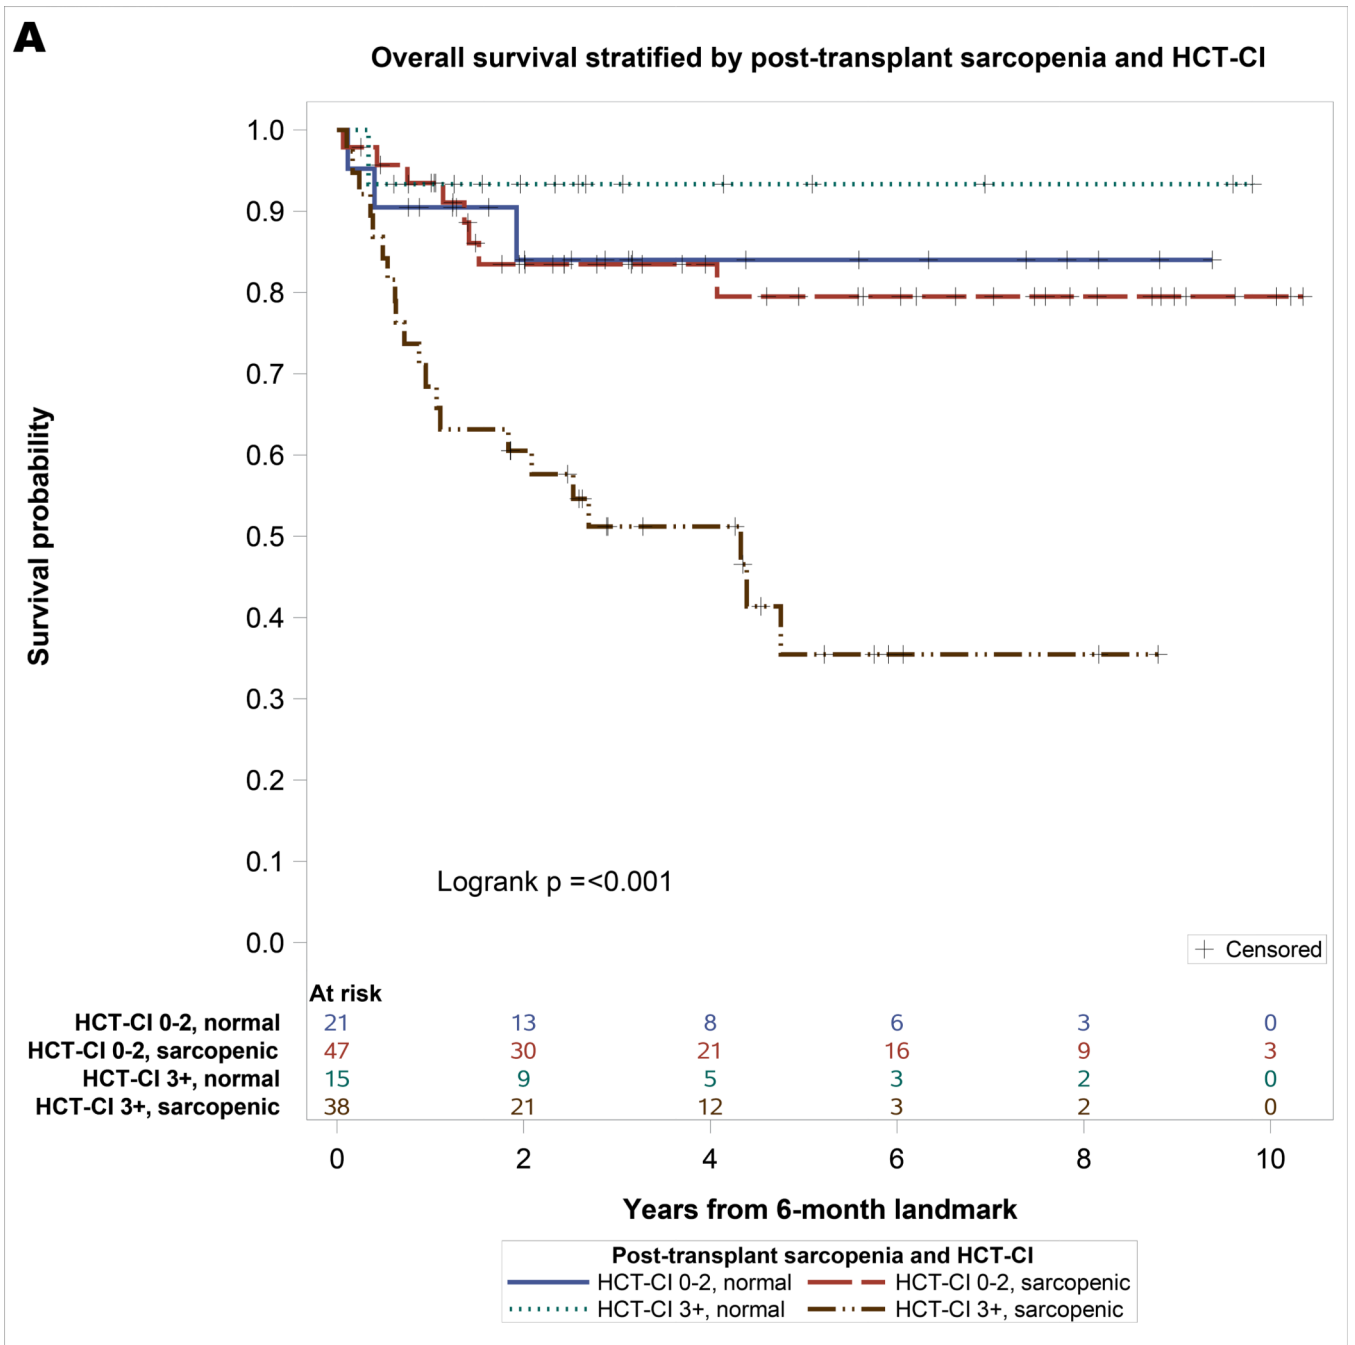 A
Overall survival stratified by post-transplant sarcopenia and HCT-CI
Survival probability
1.0
0.9
0.8
0.7
0.6
0.5
0.4
0.3
0.2
0.1
0.0
Logrank p =<0.001
+ Censored
At risk
HCT-CI 0-2, normal 21 13 8 6 3 0
HCT-CI 0-2, sarcopenic 47 30 21 16 9 3
HCT-CI 3+, normal 15 9 5 3 2 0
HCT-CI 3+, sarcopenic 38 21 12 3 2 0
0 2 4 6 8 10
Years from 6-month landmark
Post-transplant sarcopenia and HCT-CI
HCT-CI 0-2, normal HCT-CI 0-2, sarcopenic
HCT-CI 3+, normal HCT-CI 3+, sarcopenic